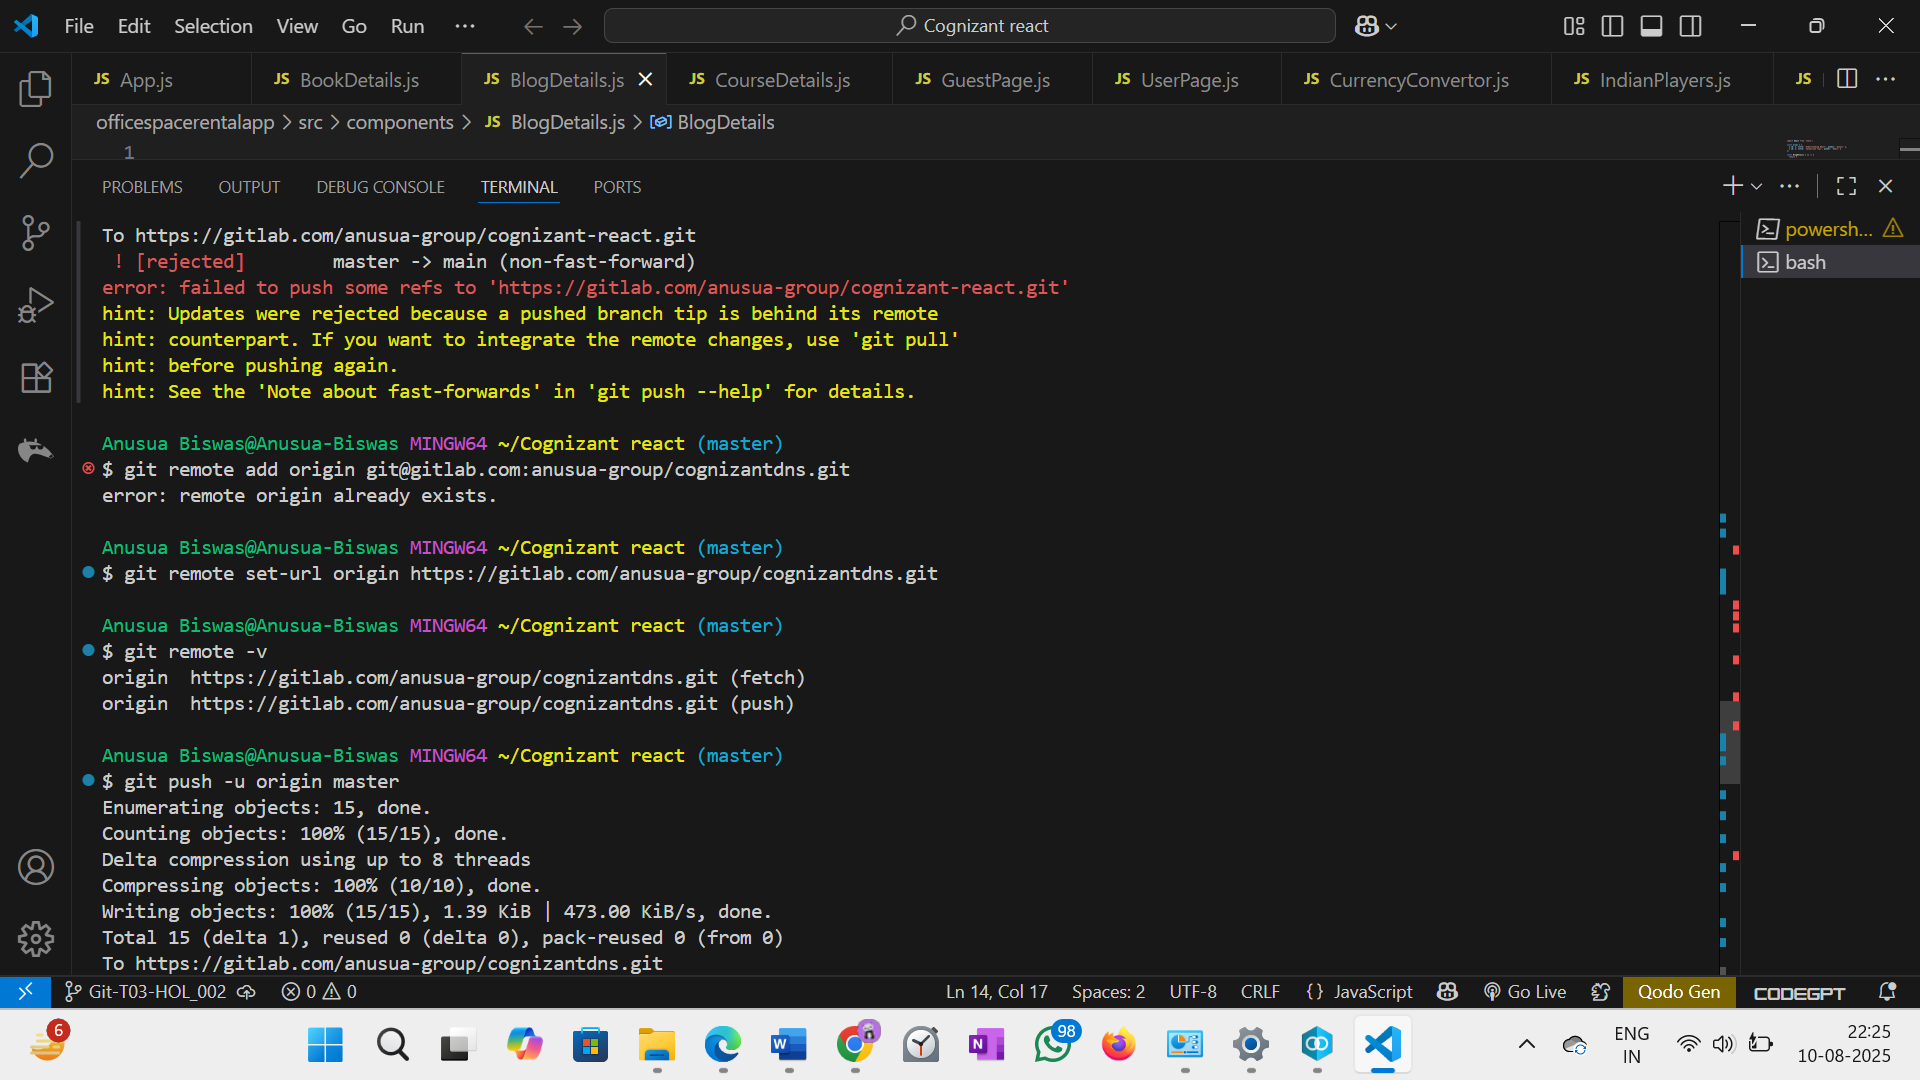 File Edit Selection View Go Run ··· Cognizant react
JS App.js JS BookDetails.js JS BlogDetails.js JS CourseDetails.js JS GuestPage.js JS UserPage.js JS CurrencyConvertor.js JS IndianPlayers.js JS
officespacerentalapp > src > components > JS BlogDetails.js > BlogDetails
1
PROBLEMS OUTPUT DEBUG CONSOLE TERMINAL PORTS
powersh...
bash
To https://gitlab.com/anusua-group/cognizant-react.git
! [rejected] master -> main (non-fast-forward)
error: failed to push some refs to 'https://gitlab.com/anusua-group/cognizant-react.git'
hint: Updates were rejected because a pushed branch tip is behind its remote
hint: counterpart. If you want to integrate the remote changes, use 'git pull'
hint: before pushing again.
hint: See the 'Note about fast-forwards' in 'git push --help' for details.
Anusua Biswas@Anusua-Biswas MINGW64 ~/Cognizant react (master)
$ git remote add origin git@gitlab.com:anusua-group/cognizantdns.git
error: remote origin already exists.
Anusua Biswas@Anusua-Biswas MINGW64 ~/Cognizant react (master)
$ git remote set-url origin https://gitlab.com/anusua-group/cognizantdns.git
Anusua Biswas@Anusua-Biswas MINGW64 ~/Cognizant react (master)
$ git remote -v
origin https://gitlab.com/anusua-group/cognizantdns.git (fetch)
origin https://gitlab.com/anusua-group/cognizantdns.git (push)
Anusua Biswas@Anusua-Biswas MINGW64 ~/Cognizant react (master)
$ git push -u origin master
Enumerating objects: 15, done.
Counting objects: 100% (15/15), done.
Delta compression using up to 8 threads
Compressing objects: 100% (10/10), done.
Writing objects: 100% (15/15), 1.39 KiB | 473.00 KiB/s, done.
Total 15 (delta 1), reused 0 (delta 0), pack-reused 0 (from 0)
To https://gitlab.com/anusua-group/cognizantdns.git
Git-T03-HOL_002 0 0 Ln 14, Col 17 Spaces: 2 UTF-8 CRLF {} JavaScript Go Live Qodo Gen CODEGPT
6 W N 98 ENG 22:25
IN 10-08-2025